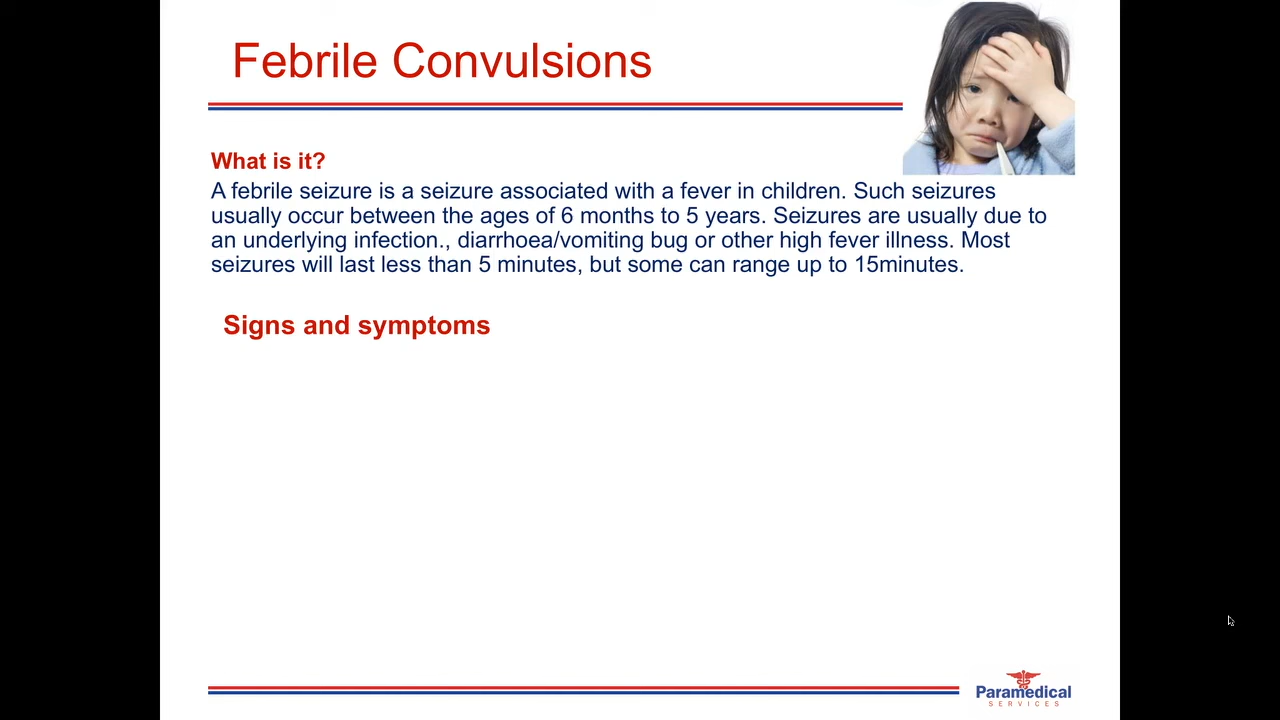 Febrile Convulsions
What is it?
A febrile seizure is a seizure associated with a fever in children. Such seizures
usually occur between the ages of 6 months to 5 years. Seizures are usually due to
an underlying infection., diarrhoea/vomiting bug or other high fever illness. Most
seizures will last less than 5 minutes, but some can range up to 15minutes.
Signs and symptoms
Paramedical
SERVICES